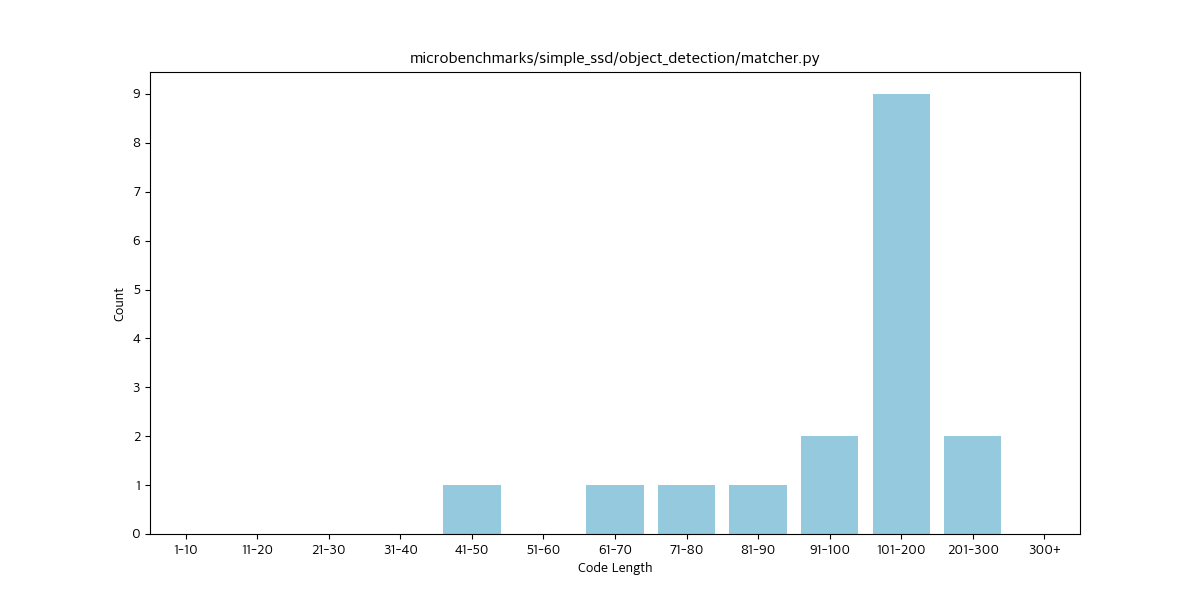 microbenchmarks/simple_ssd/object_detection/matcher.py
9
8
7
6
5
4
3
2
1
0
Count
1-10 11-20 21-30 31-40 41-50 51-60 61-70 71-80 81-90 91-100 101-200 201-300 300+
Code Length